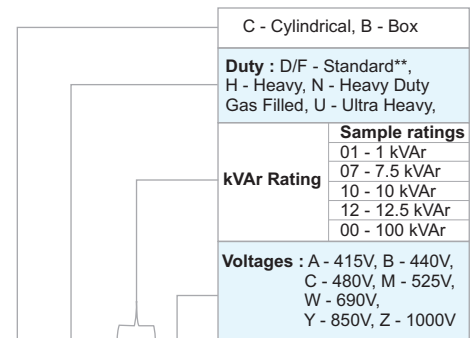 C - Cylindrical, B - Box
Duty : D/F - Standard**,
H - Heavy, N - Heavy Duty
Gas Filled, U - Ultra Heavy,
kVAr Rating
Sample ratings
01 - 1 kVAr
07 - 7.5 kVAr
10 - 10 kVAr
12 - 12.5 kVAr
00 - 100 kVAr
Voltages : A - 415V, B - 440V,
C - 480V, M - 525V,
W - 690V,
Y - 850V, Z - 1000V